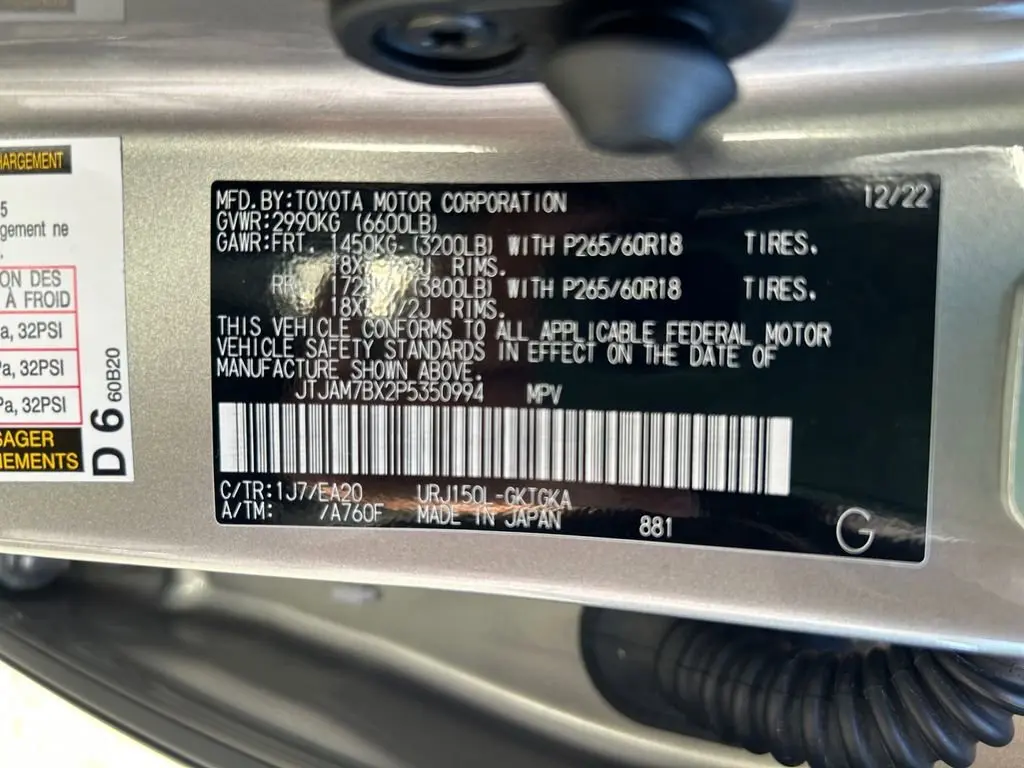 HARGEMENT
5
gement ne
ON DES
À FROID
a, 32PSI
Pa, 32PSI
Pa, 32PSI
SAGER
NEMENTS
D 6 60B20
MFD. BY: TOYOTA MOTOR CORPORATION 12/22
GVWR: 2990KG (6600LB)
GAWR: FRT. 1450KG (3200LB) WITH P265/60R18 TIRES.
RIMS.
(3800LB) WITH P265/60R18 TIRES.
RIMS.
THIS VEHICLE CONFORMS TO ALL APPLICABLE FEDERAL MOTOR
VEHICLE SAFETY STANDARDS IN EFFECT ON THE DATE OF
MANUFACTURE SHOWN ABOVE.
JTJAM7BX2P5350994 MPV
C/TR: 1J7/EA20 URJ150L-GKTGKA
A/TM: /A760F MADE IN JAPAN 881
G